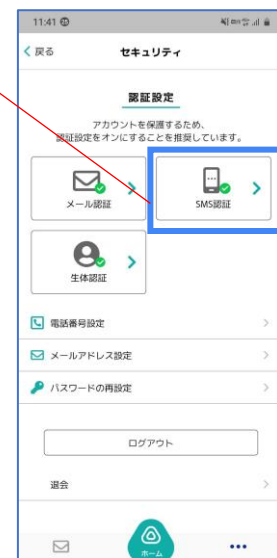 11:41
戻る
セキュリティ
認証設定
アカウントを保護するため、
認証設定をオンにすることを推奨しています。
メール認証
SMS認証
生体認証
電話番号設定
メールアドレス設定
パスワードの再設定
ログアウト
退会
ホーム